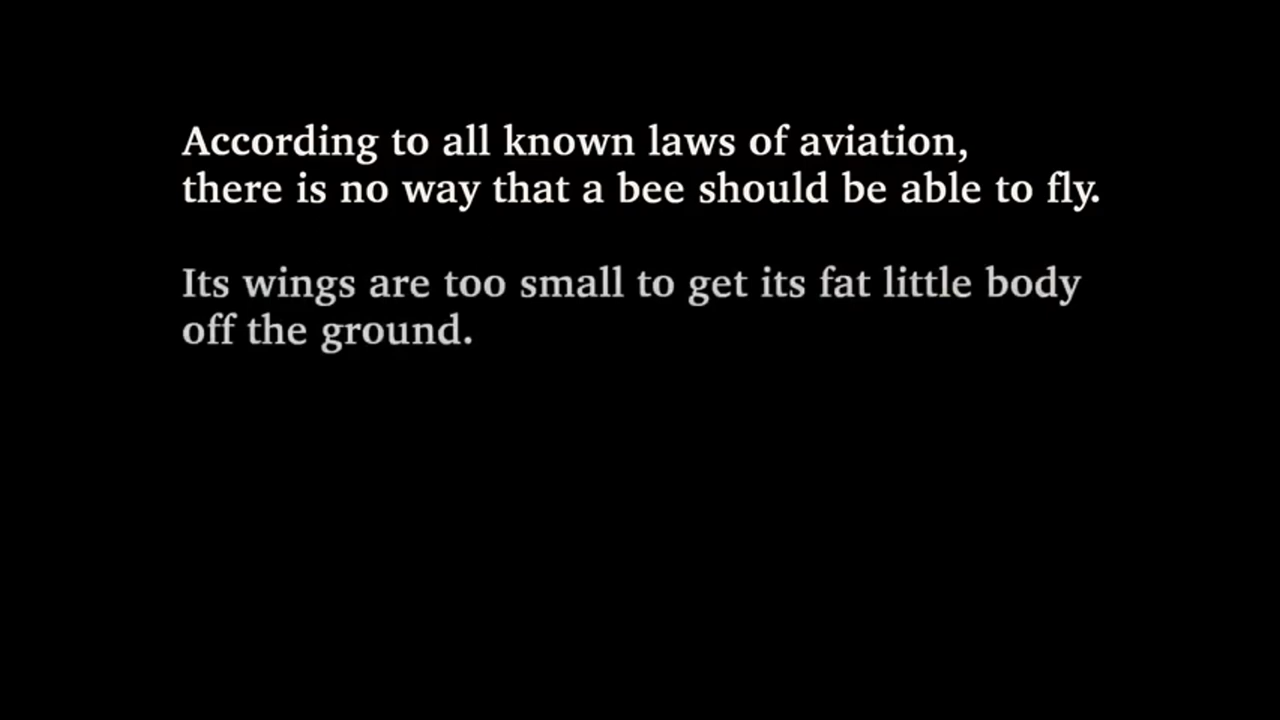 According to all known laws of aviation,
there is no way that a bee should be able to fly.
Its wings are too small to get its fat little body
off the ground.